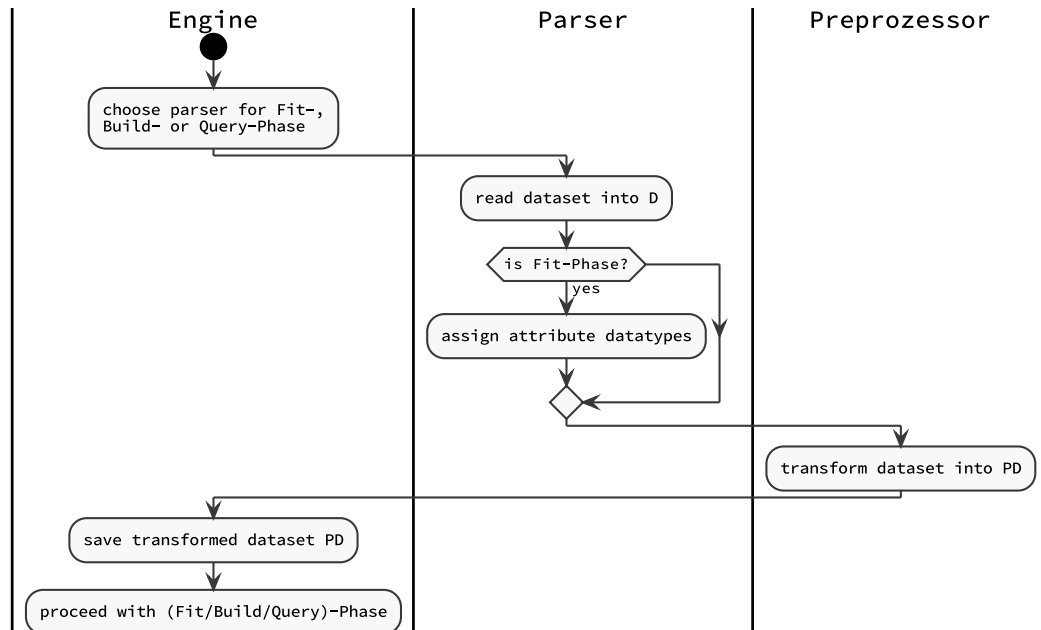 Engine
Parser
Preprozessor
choose parser for Fit-,
Build- or Query-Phase
read dataset into D
is Fit-Phase?
yes
assign attribute datatypes
transform dataset into PD
save transformed dataset PD
proceed with (Fit/Build/Query)-Phase